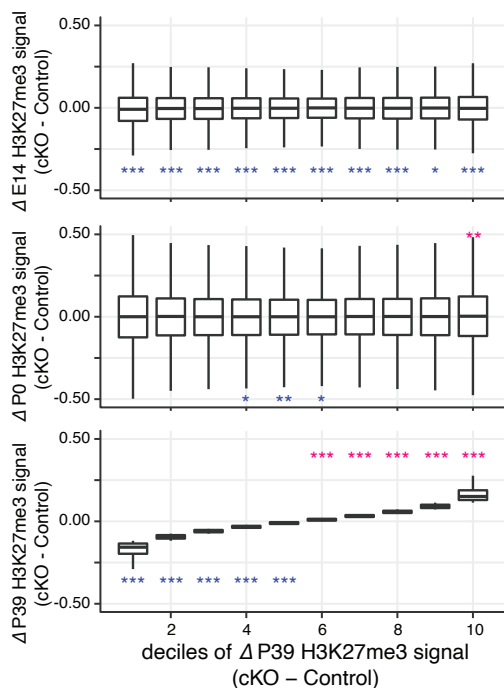 Δ E14 H3K27me3 signal
(cKO - Control)
0.50
0.00
-0.50
*** *** *** *** *** *** *** *** * ***
Δ P0 H3K27me3 signal
(cKO - Control)
0.50
0.00
-0.50
**
* ** *
Δ P39 H3K27me3 signal
(cKO - Control)
0.50
0.00
-0.50
*** *** *** *** ***
*** *** *** *** ***
2 4 6 8 10
deciles of Δ P39 H3K27me3 signal
(cKO – Control)